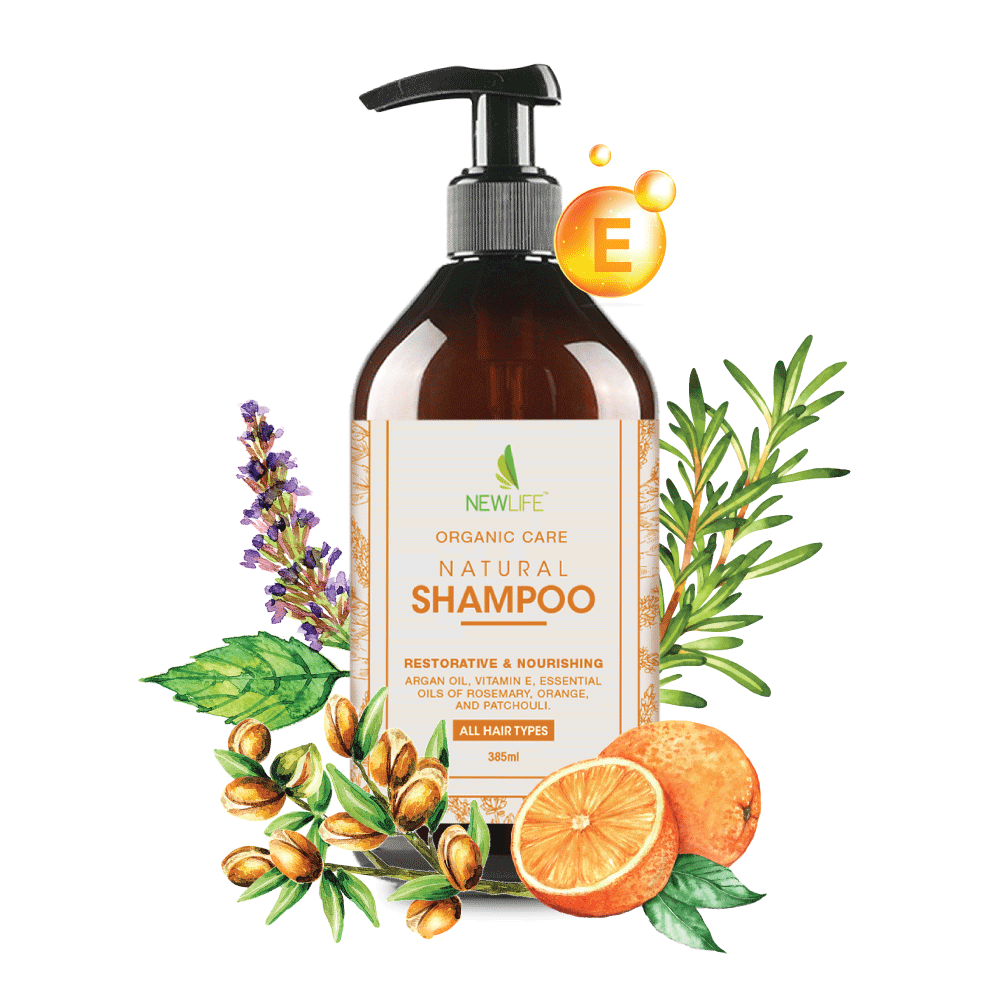 E
NEWLIFE™
ORGANIC CARE
NATURAL
SHAMPOO
RESTORATIVE & NOURISHING
ARGAN OIL, VITAMIN E, ESSENTIAL
OILS OF ROSEMARY, ORANGE,
AND PATCHOULI.
ALL HAIR TYPES
385ml